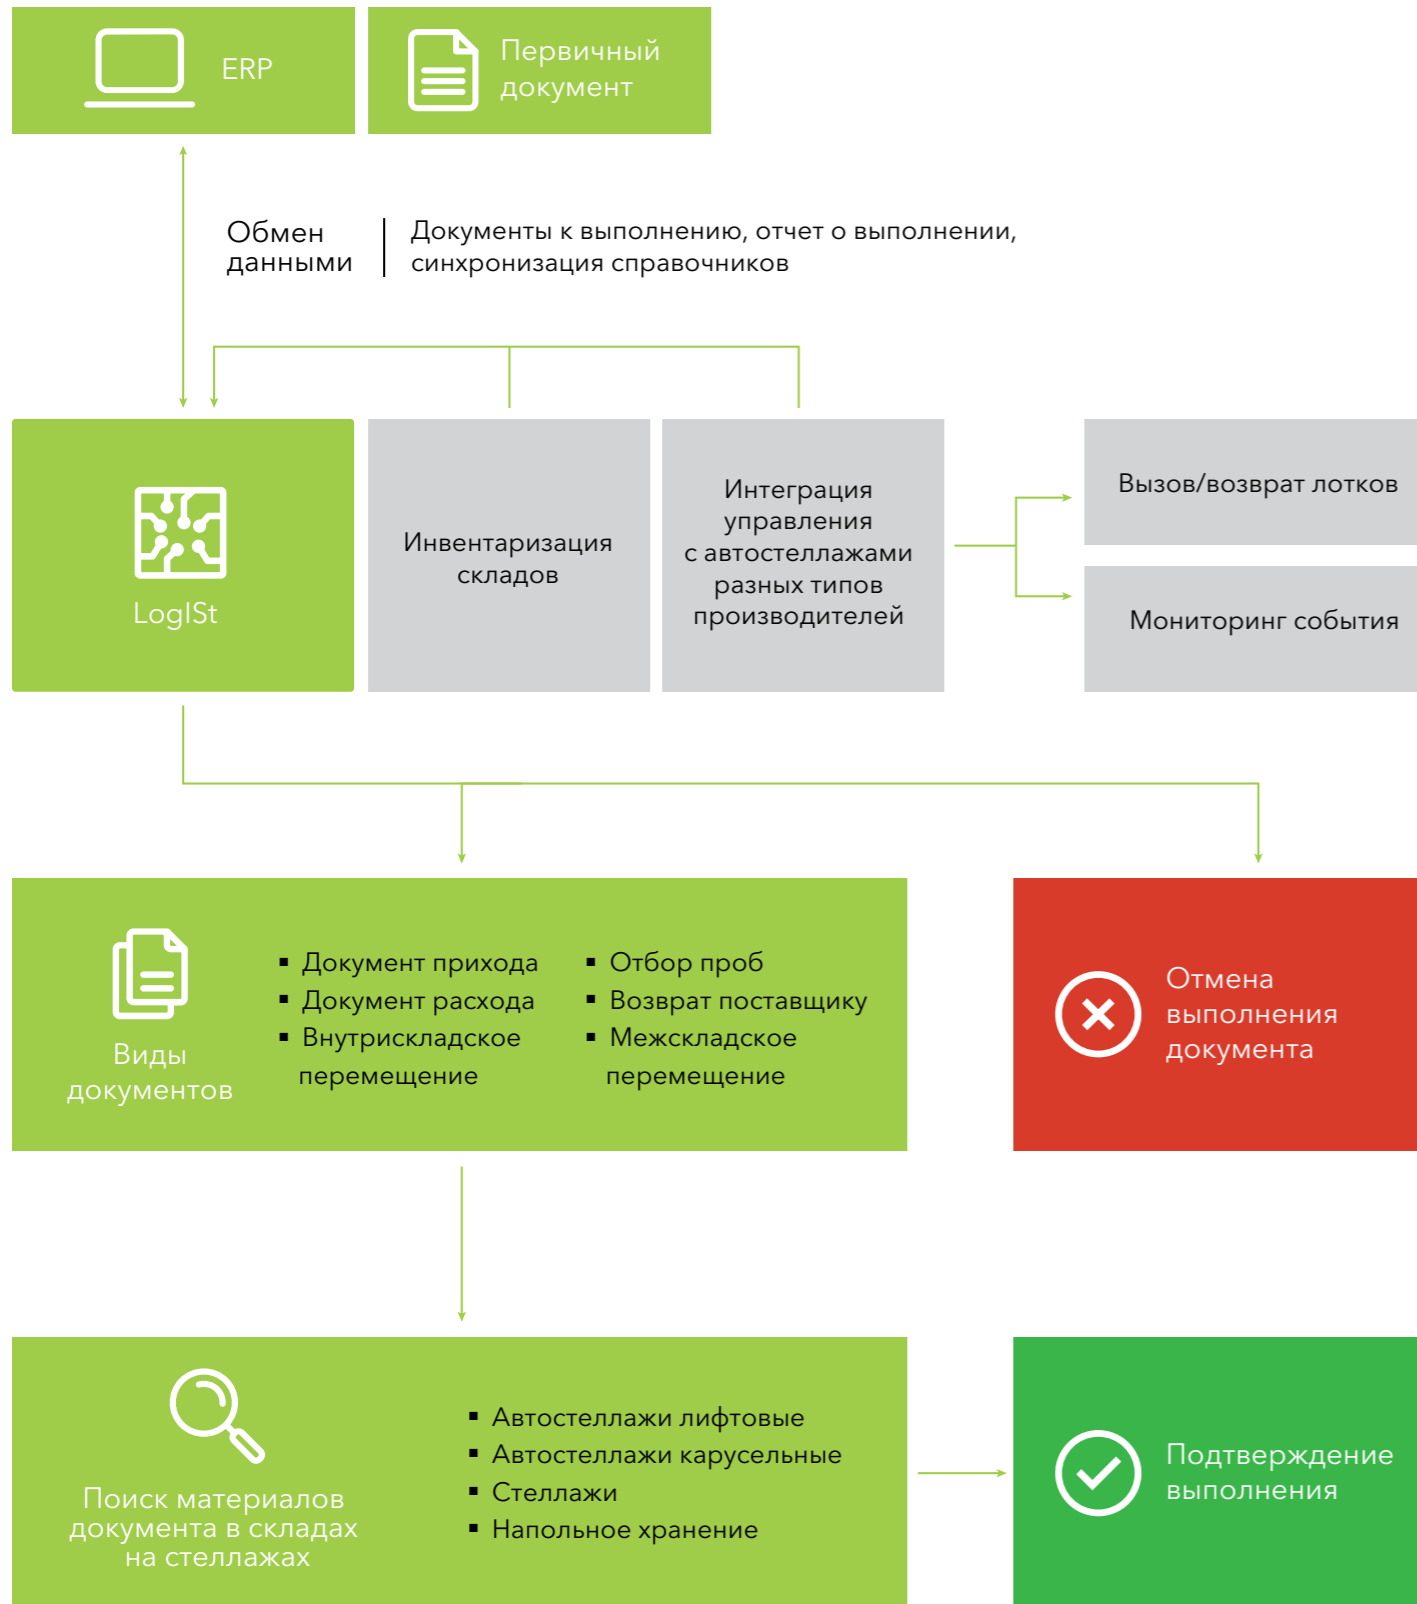 ERP
Первичный
документ
Обмен
данными
Документы к выполнению, отчет о выполнении,
синхронизация справочников
LogISt
Инвентаризация
складов
Интеграция
управления
с автостеллажами
разных типов
производителей
Вызов/возврат лотков
Мониторинг события
Виды
документов
▪ Документ прихода
▪ Документ расхода
▪ Внутрискладское
перемещение
▪ Отбор проб
▪ Возврат поставщику
▪ Межскладское
перемещение
Отмена
выполнения
документа
Поиск материалов
документа в складах
на стеллажах
▪ Автостеллажи лифтовые
▪ Автостеллажи карусельные
▪ Стеллажи
▪ Напольное хранение
Подтверждение
выполнения